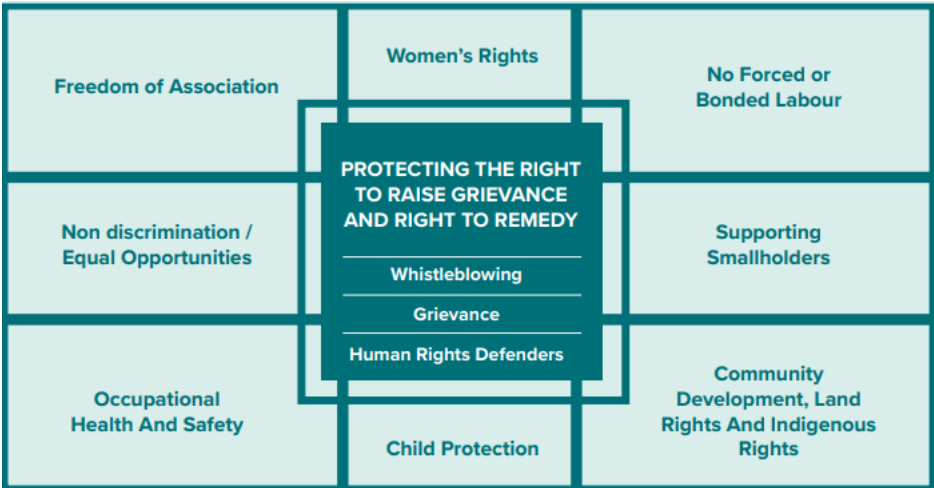 Freedom of Association
Women's Rights
No Forced or
Bonded Labour
PROTECTING THE RIGHT
TO RAISE GRIEVANCE
AND RIGHT TO REMEDY
Whistleblowing
Grievance
Human Rights Defenders
Non discrimination /
Equal Opportunities
Supporting
Smallholders
Occupational
Health And Safety
Child Protection
Community
Development, Land
Rights And Indigenous
Rights